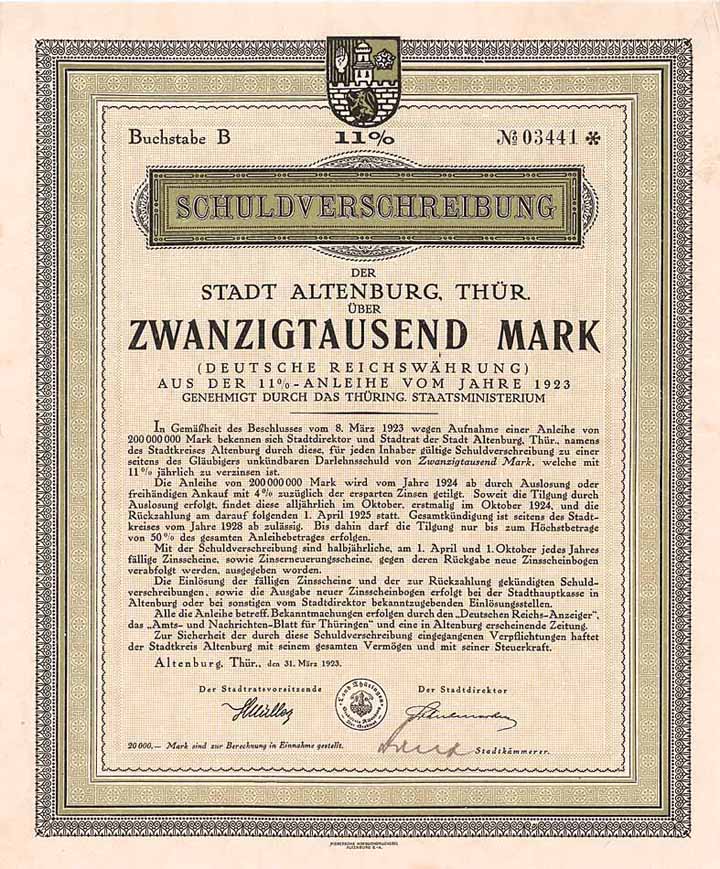 Buchstabe B
11%
№ 03441 ✻
SCHULDVERSCHREIBUNG
DER
STADT ALTENBURG, THÜR.
ÜBER
ZWANZIGTAUSEND MARK
(DEUTSCHE REICHSWÄHRUNG)
AUS DER 11%-ANLEIHE VOM JAHRE 1923
GENEHMIGT DURCH DAS THÜRING. STAATSMINISTERIUM
In Gemäßheit des Beschlusses vom 8. März 1923 wegen Aufnahme einer Anleihe von
200 000 000 Mark bekennen sich Stadtdirektor und Stadtrat der Stadt Altenburg, Thür., namens
des Stadtkreises Altenburg durch diese, für jeden Inhaber gültige Schuldverschreibung zu einer
seitens des Gläubigers unkündbaren Darlehnsschuld von Zwanzigtausend Mark, welche mit
11% jährlich zu verzinsen ist.
Die Anleihe von 200 000 000 Mark wird vom Jahre 1924 ab durch Auslosung oder
freihändigen Ankauf mit 4% zuzüglich der ersparten Zinsen getilgt. Soweit die Tilgung durch
Auslosung erfolgt, findet diese alljährlich im Oktober, erstmalig im Oktober 1924, und die
Rückzahlung am darauf folgenden 1. April 1925 statt. Gesamtkündigung ist seitens des Stadt-
kreises vom Jahre 1928 ab zulässig. Bis dahin darf die Tilgung nur bis zum Höchstbetrage
von 50% des gesamten Anleihebetrages erfolgen.
Mit der Schuldverschreibung sind halbjährliche, am 1. April und 1. Oktober jedes Jahres
fällige Zinsscheine, sowie Zinserneuerungsscheine, gegen deren Rückgabe neue Zinsscheinbogen
verabfolgt werden, ausgegeben worden.
Die Einlösung der fälligen Zinsscheine und der zur Rückzahlung gekündigten Schuld-
verschreibungen, sowie die Ausgabe neuer Zinsscheinbogen erfolgt bei der Stadthauptkasse in
Altenburg oder bei sonstigen vom Stadtdirektor bekanntzugebenden Einlösungsstellen.
Alle die Anleihe betreff. Bekanntmachungen erfolgen durch den „Deutschen Reichs-Anzeiger",
das „Amts- und Nachrichten-Blatt für Thüringen" und eine in Altenburg erscheinende Zeitung.
Zur Sicherheit der durch diese Schuldverschreibung eingegangenen Verpflichtungen haftet
der Stadtkreis Altenburg mit seinem gesamten Vermögen und mit seiner Steuerkraft.
Altenburg, Thür., den 31. März 1923.
Der Stadtratsvorsitzende
Der Stadtdirektor
Land Thüringen
20 000,— Mark sind zur Berechnung in Einnahme gestellt.
Stadtkämmerer.
PIERERSCHE HOFBUCHDRUCKEREI
ALTENBURG S.-A.